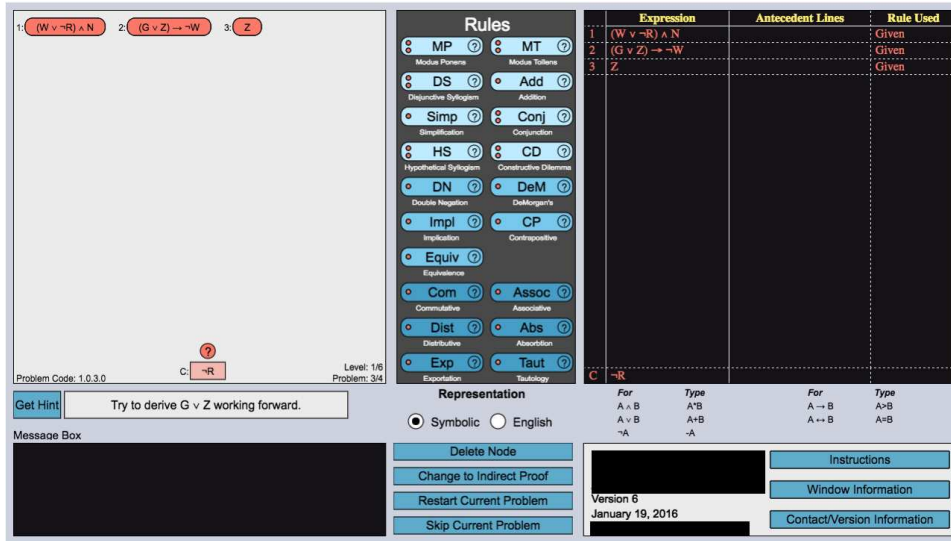 1: (W ∨ ¬R) ∧ N 2: (G ∨ Z) → ¬W 3: Z
?
C: ¬R
Problem Code: 1.0.3.0
Level: 1/6
Problem: 3/4
Get Hint Try to derive G ∨ Z working forward.
Message Box
Rules
MP ? MT ?
Modus Ponens Modus Tollens
DS ? Add ?
Disjunctive Syllogism Addition
Simp ? Conj ?
Simplification Conjunction
HS ? CD ?
Hypothetical Syllogism Constructive Dilemma
DN ? DeM ?
Double Negation DeMorgan's
Impl ? CP ?
Implication Contrapositive
Equiv ?
Equivalence
Com ? Assoc ?
Commutative Associative
Dist ? Abs ?
Distributive Absorbtion
Exp ? Taut ?
Exportation Tautology
Representation
Symbolic English
Delete Node
Change to Indirect Proof
Restart Current Problem
Skip Current Problem
Expression Antecedent Lines Rule Used
1 (W ∨ ¬R) ∧ N Given
2 (G ∨ Z) → ¬W Given
3 Z Given
C ¬R
For Type For Type
A ∧ B A*B A → B A>B
A ∨ B A+B A ↔ B A=B
¬A -A
Version 6
January 19, 2016
Instructions
Window Information
Contact/Version Information